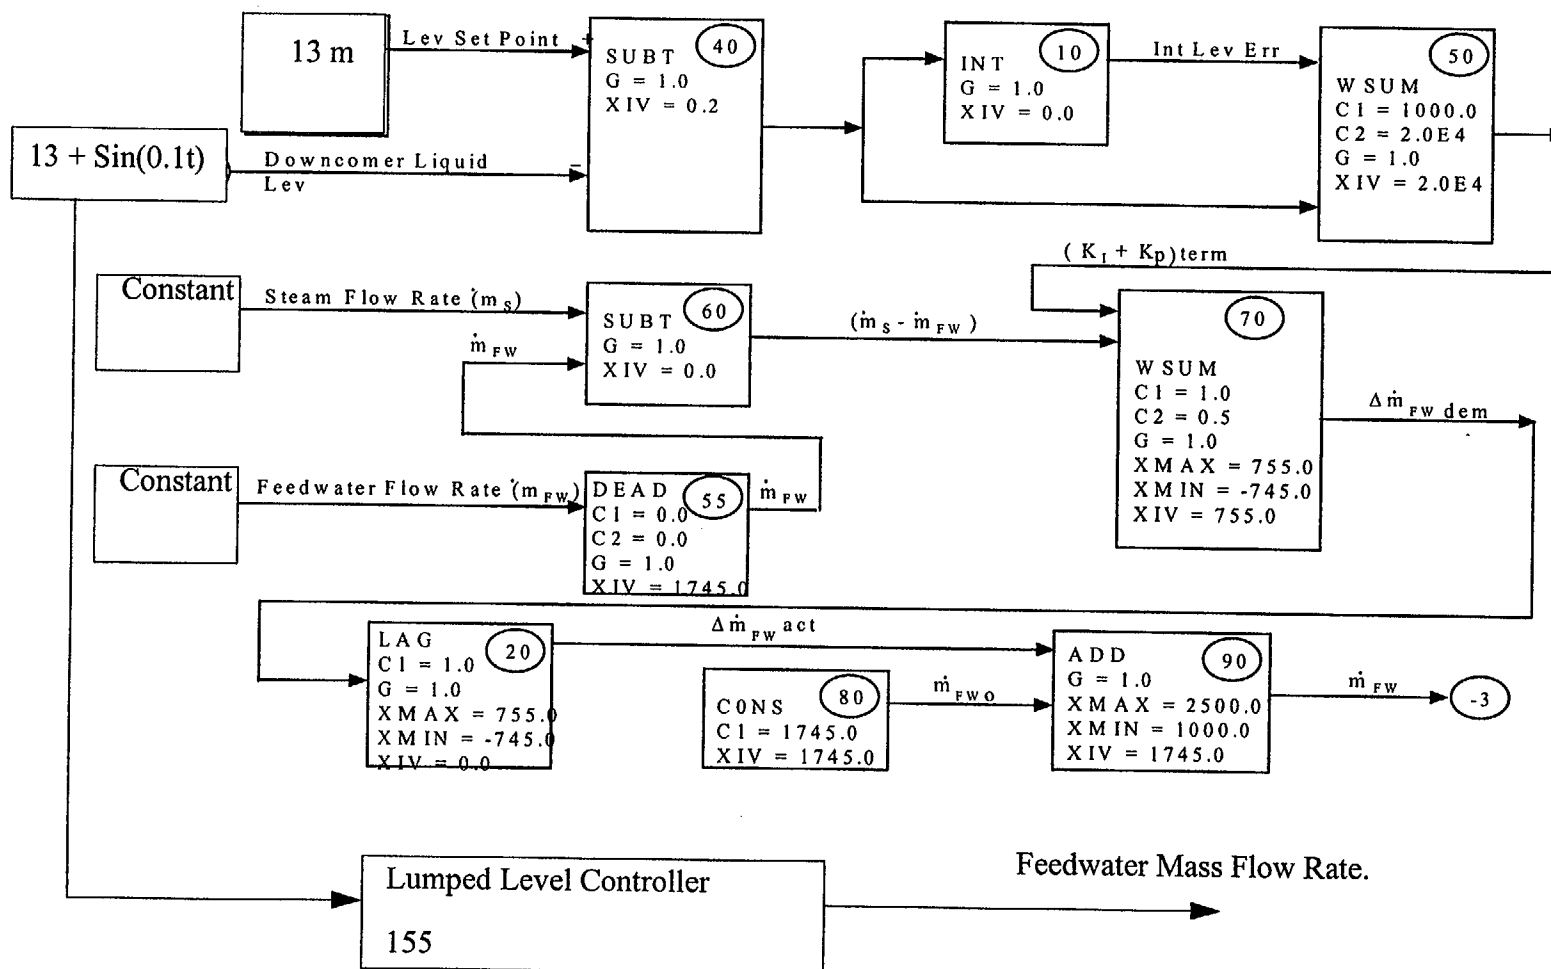 13 m
Lev Set Point
+
SUBT
40
G = 1.0
XIV = 0.2
INT
10
G = 1.0
XIV = 0.0
Int Lev Err
50
WSUM
C1 = 1000.0
C2 = 2.0E4
G = 1.0
XIV = 2.0E4
13 + Sin(0.1t)
Downcomer Liquid
Lev
−
(K_I + K_P) term
Constant
Steam Flow Rate (ṁ_S)
ṁ_FW
60
SUBT
G = 1.0
XIV = 0.0
(ṁ_S - ṁ_FW)
70
WSUM
C1 = 1.0
C2 = 0.5
G = 1.0
XMAX = 755.0
XMIN = -745.0
XIV = 755.0
Δṁ_FW dem
Constant
Feedwater Flow Rate (ṁ_FW)
DEAD
55
C1 = 0.0
C2 = 0.0
G = 1.0
XIV = 1745.0
ṁ_FW
LAG
20
C1 = 1.0
G = 1.0
XMAX = 755.0
XMIN = -745.0
XIV = 0.0
Δṁ_FW act
C0NS
80
C1 = 1745.0
XIV = 1745.0
ṁ_FWO
ADD
90
G = 1.0
XMAX = 2500.0
XMIN = 1000.0
XIV = 1745.0
ṁ_FW
-3
Lumped Level Controller
155
Feedwater Mass Flow Rate.